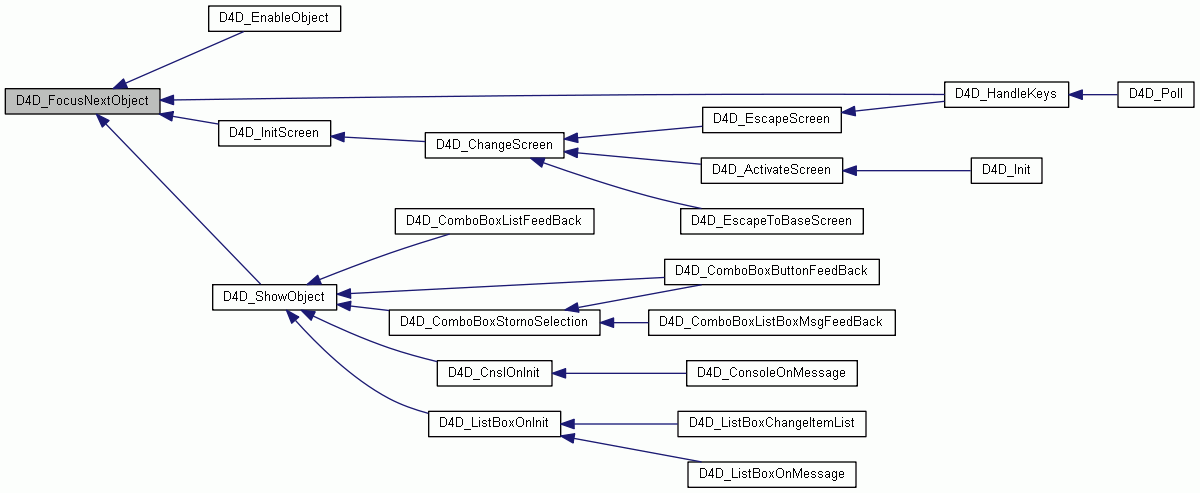 D4D_EnableObject
D4D_FocusNextObject
D4D_HandleKeys
D4D_Poll
D4D_InitScreen
D4D_EscapeScreen
D4D_ChangeScreen
D4D_ActivateScreen
D4D_Init
D4D_EscapeToBaseScreen
D4D_ComboBoxListFeedBack
D4D_ComboBoxButtonFeedBack
D4D_ShowObject
D4D_ComboBoxStornoSelection
D4D_ComboBoxListBoxMsgFeedBack
D4D_CnslOnInit
D4D_ConsoleOnMessage
D4D_ListBoxOnInit
D4D_ListBoxChangeItemList
D4D_ListBoxOnMessage